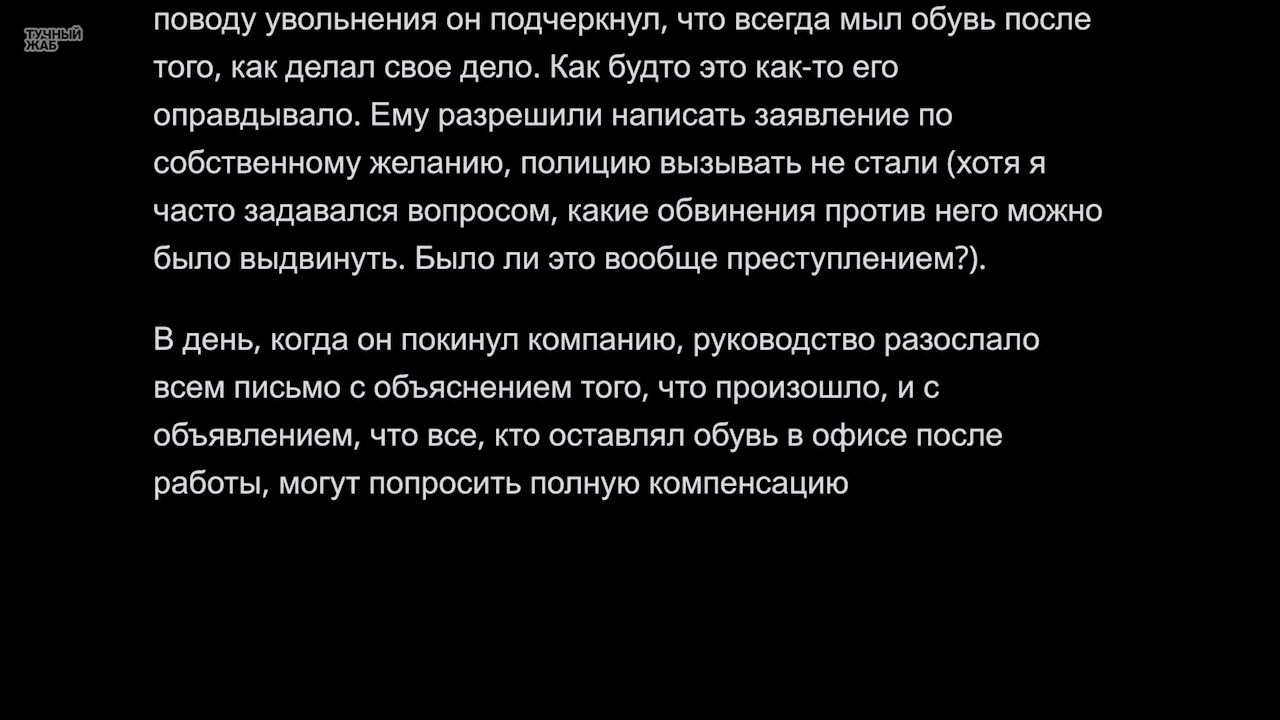 ТУЧНЫЙ
ЖАБ
поводу увольнения он подчеркнул, что всегда мыл обувь после
того, как делал свое дело. Как будто это как-то его
оправдывало. Ему разрешили написать заявление по
собственному желанию, полицию вызывать не стали (хотя я
часто задавался вопросом, какие обвинения против него можно
было выдвинуть. Было ли это вообще преступлением?).
В день, когда он покинул компанию, руководство разослало
всем письмо с объяснением того, что произошло, и с
объявлением, что все, кто оставлял обувь в офисе после
работы, могут попросить полную компенсацию